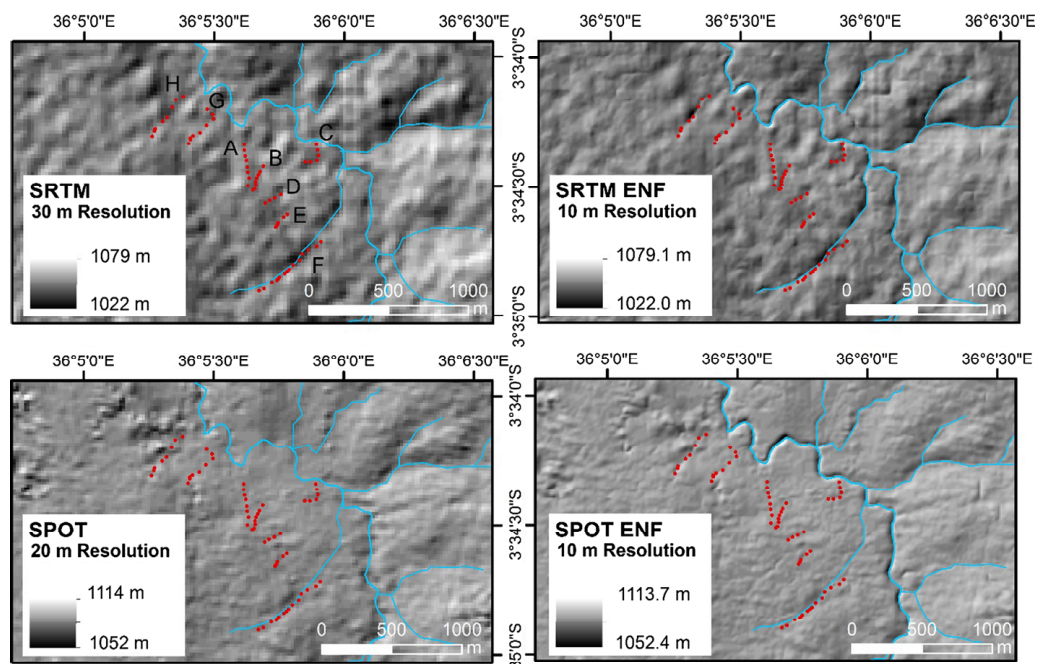 36°5'0"E 36°5'30"E 36°6'0"E 36°6'30"E
36°5'0"E 36°5'30"E 36°6'0"E 36°6'30"E
3°34'0"S
3°34'30"S
3°35'0"S
H
G
A
B
C
D
E
F
SRTM
30 m Resolution
1079 m
1022 m
0 500 1000
m
SRTM ENF
10 m Resolution
1079.1 m
1022.0 m
0 500 1000
m
36°5'0"E 36°5'30"E 36°6'0"E 36°6'30"E
36°5'0"E 36°5'30"E 36°6'0"E 36°6'30"E
3°34'0"S
3°34'30"S
35'0"S
SPOT
20 m Resolution
1114 m
1052 m
0 500 1000
m
SPOT ENF
10 m Resolution
1113.7 m
1052.4 m
0 500 1000
m